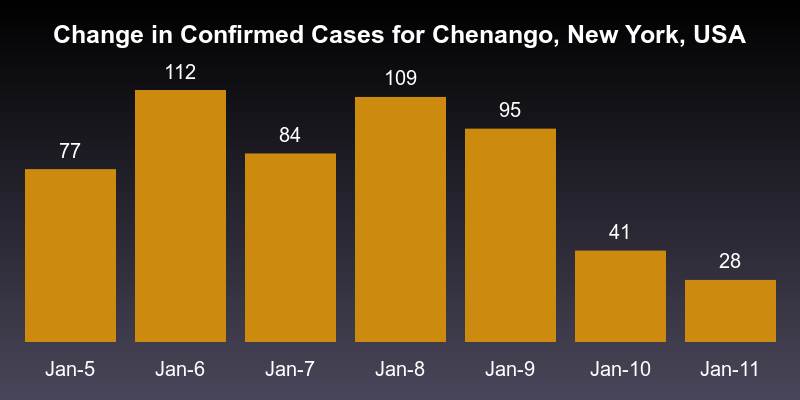 Change in Confirmed Cases for Chenango, New York, USA
77
112
84
109
95
41
28
Jan-5
Jan-6
Jan-7
Jan-8
Jan-9
Jan-10
Jan-11